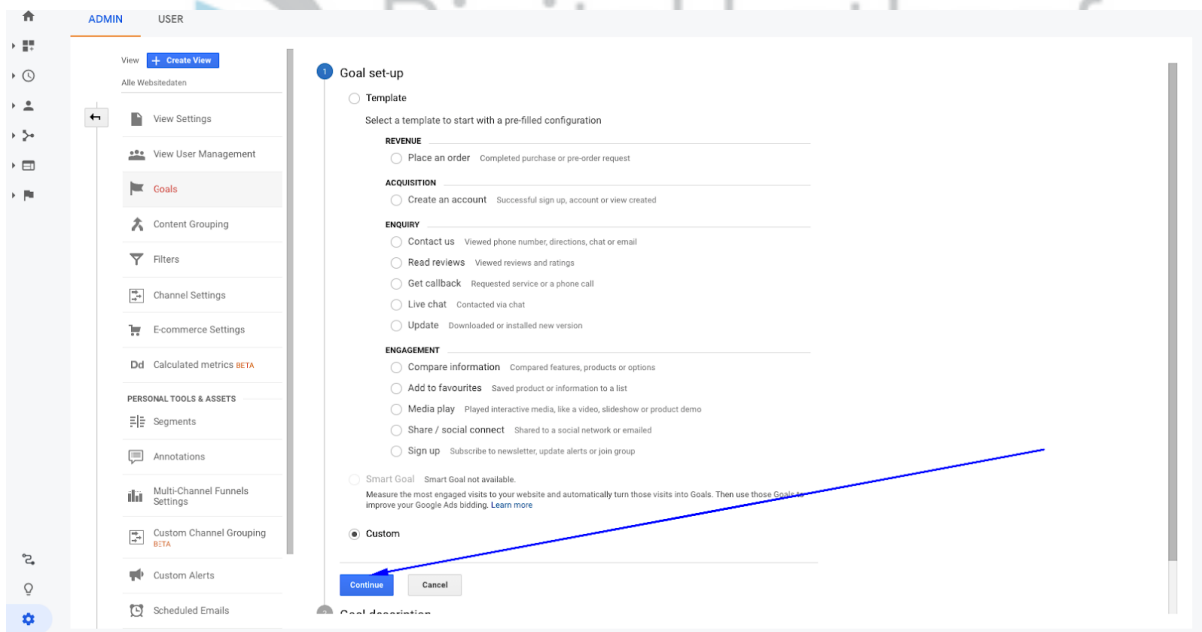 ADMIN USER
View + Create View
Alle Websitedaten
View Settings
View User Management
Goals
Content Grouping
Filters
Channel Settings
E-commerce Settings
Dd Calculated metrics BETA
PERSONAL TOOLS & ASSETS
Segments
Annotations
Multi-Channel Funnels
Settings
Custom Channel Grouping
BETA
Custom Alerts
Scheduled Emails
1 Goal set-up
Template
Select a template to start with a pre-filled configuration
REVENUE
Place an order Completed purchase or pre-order request
ACQUISITION
Create an account Successful sign up, account or view created
ENQUIRY
Contact us Viewed phone number, directions, chat or email
Read reviews Viewed reviews and ratings
Get callback Requested service or a phone call
Live chat Contacted via chat
Update Downloaded or installed new version
ENGAGEMENT
Compare information Compared features, products or options
Add to favourites Saved product or information to a list
Media play Played interactive media, like a video, slideshow or product demo
Share / social connect Shared to a social network or emailed
Sign up Subscribe to newsletter, update alerts or join group
Smart Goal Smart Goal not available.
Measure the most engaged visits to your website and automatically turn those visits into Goals. Then use those Goals to
improve your Google Ads bidding. Learn more
Custom
Continue Cancel
Goal description